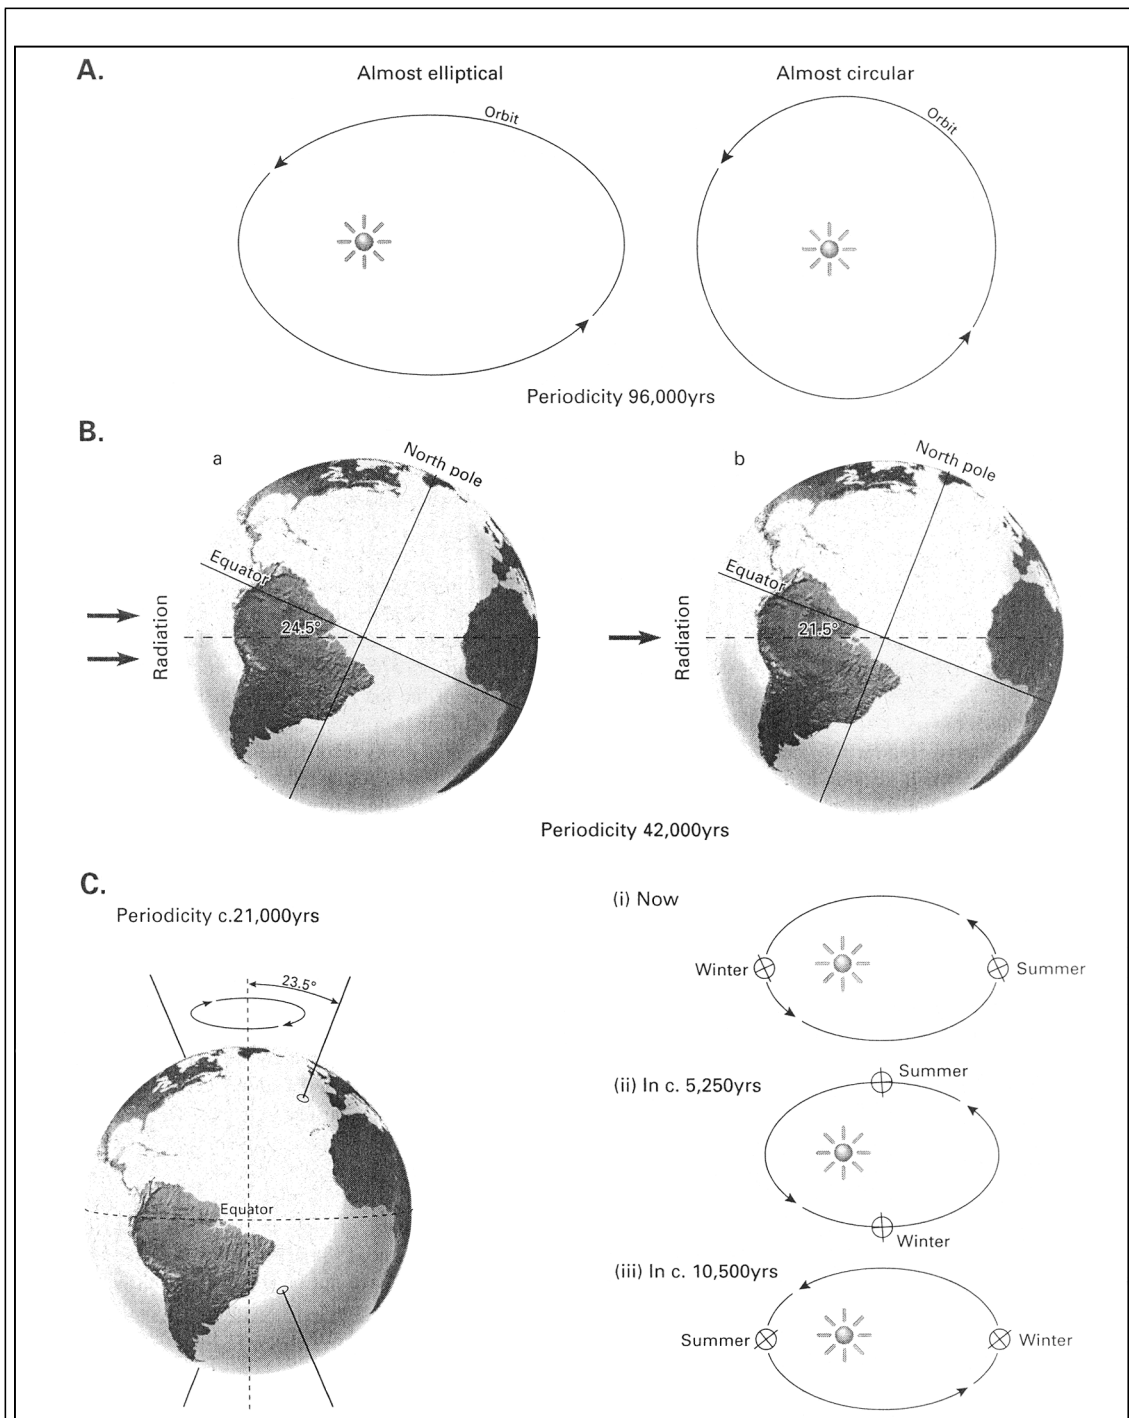 A.
Almost elliptical
Almost circular
Orbit
Orbit
Periodicity 96,000yrs
B.
a
North pole
Equator
24.5°
Radiation
b
North pole
Equator
21.5°
Radiation
Periodicity 42,000yrs
C.
Periodicity c.21,000yrs
23.5°
Equator
(i) Now
Winter
Summer
(ii) In c. 5,250yrs
Summer
Winter
(iii) In c. 10,500yrs
Summer
Winter